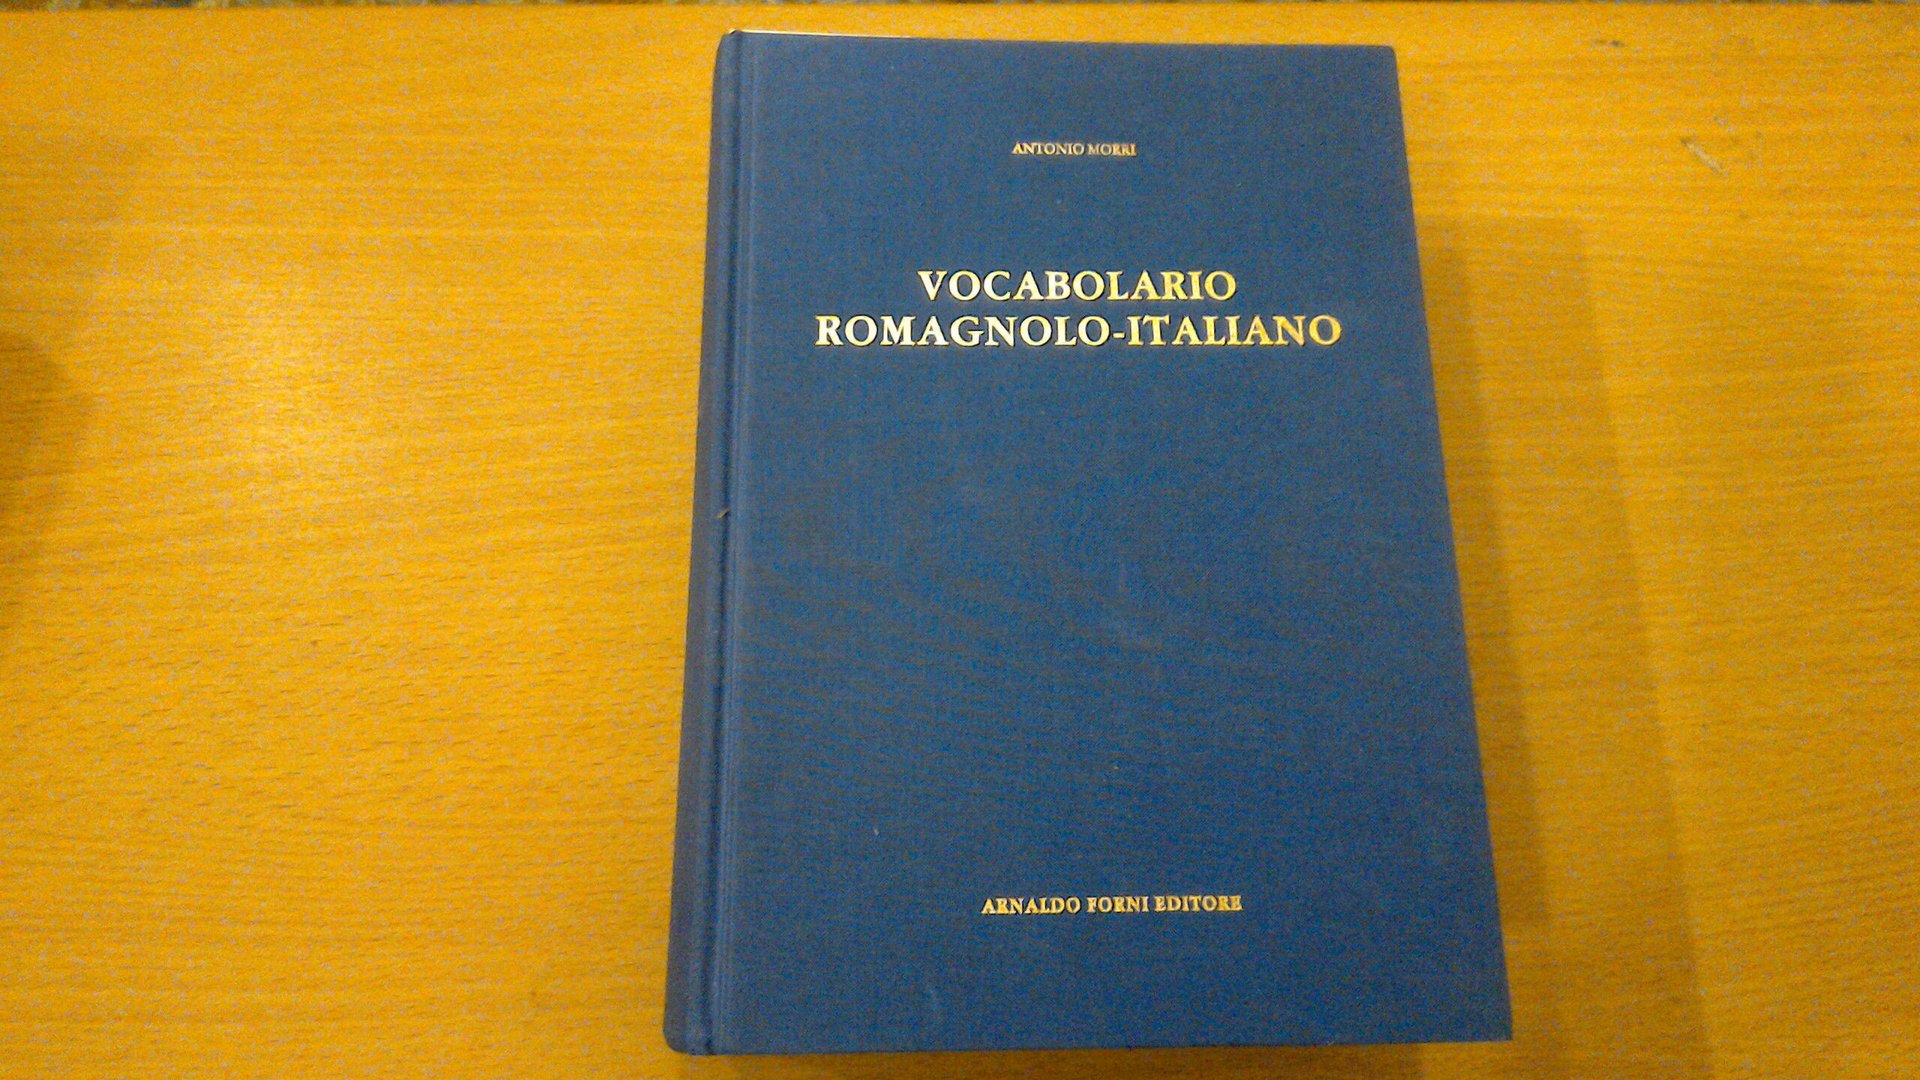 ANTONIO MORRI
VOCABOLARIO
ROMAGNOLO-ITALIANO
ARNALDO FORNI EDITORE